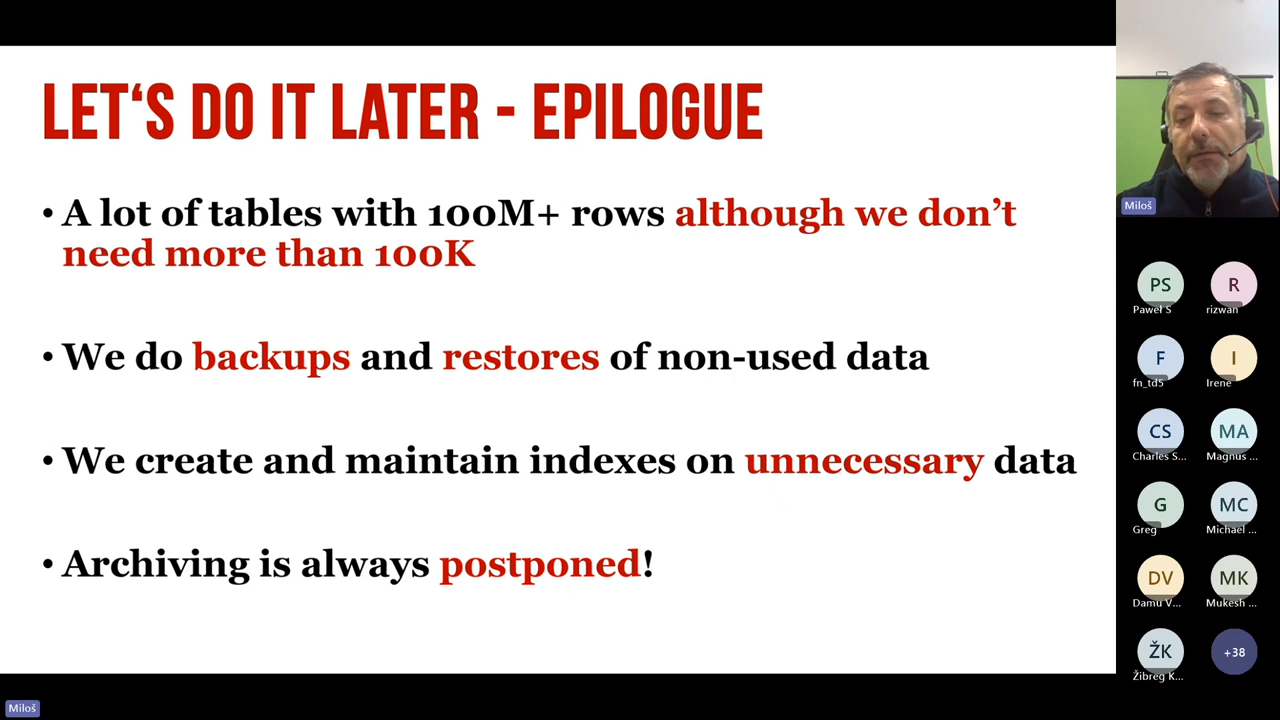 LET‘S DO IT LATER - EPILOGUE
• A lot of tables with 100M+ rows although we don’t
need more than 100K
• We do backups and restores of non-used data
• We create and maintain indexes on unnecessary data
• Archiving is always postponed!
Miloš
PS
R
Paweł S
rizwan
F
I
fn_td5
Irene
CS
MA
Charles S...
Magnus ...
G
MC
Greg
Michael ...
DV
MK
Damu V...
Mukesh ...
ŽK
+38
Žibreg K...
Miloš